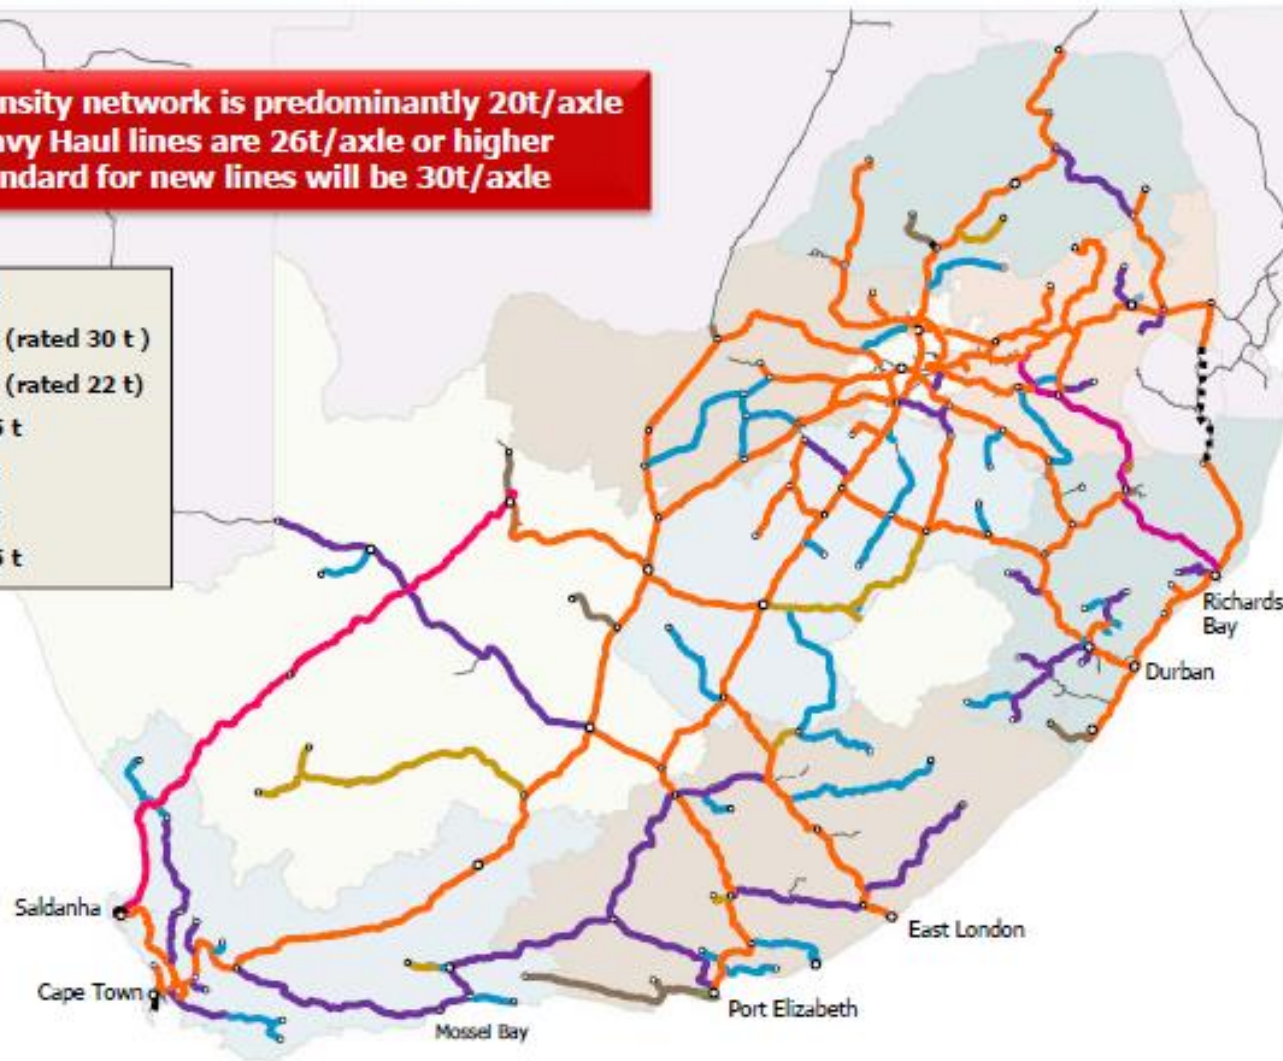 nsity network is predominantly 20t/axle
vy Haul lines are 26t/axle or higher
ndard for new lines will be 30t/axle
(rated 30 t )
(rated 22 t)
t
t
Richards
Bay
Durban
Saldanha
East London
Cape Town
Port Elizabeth
Mossel Bay